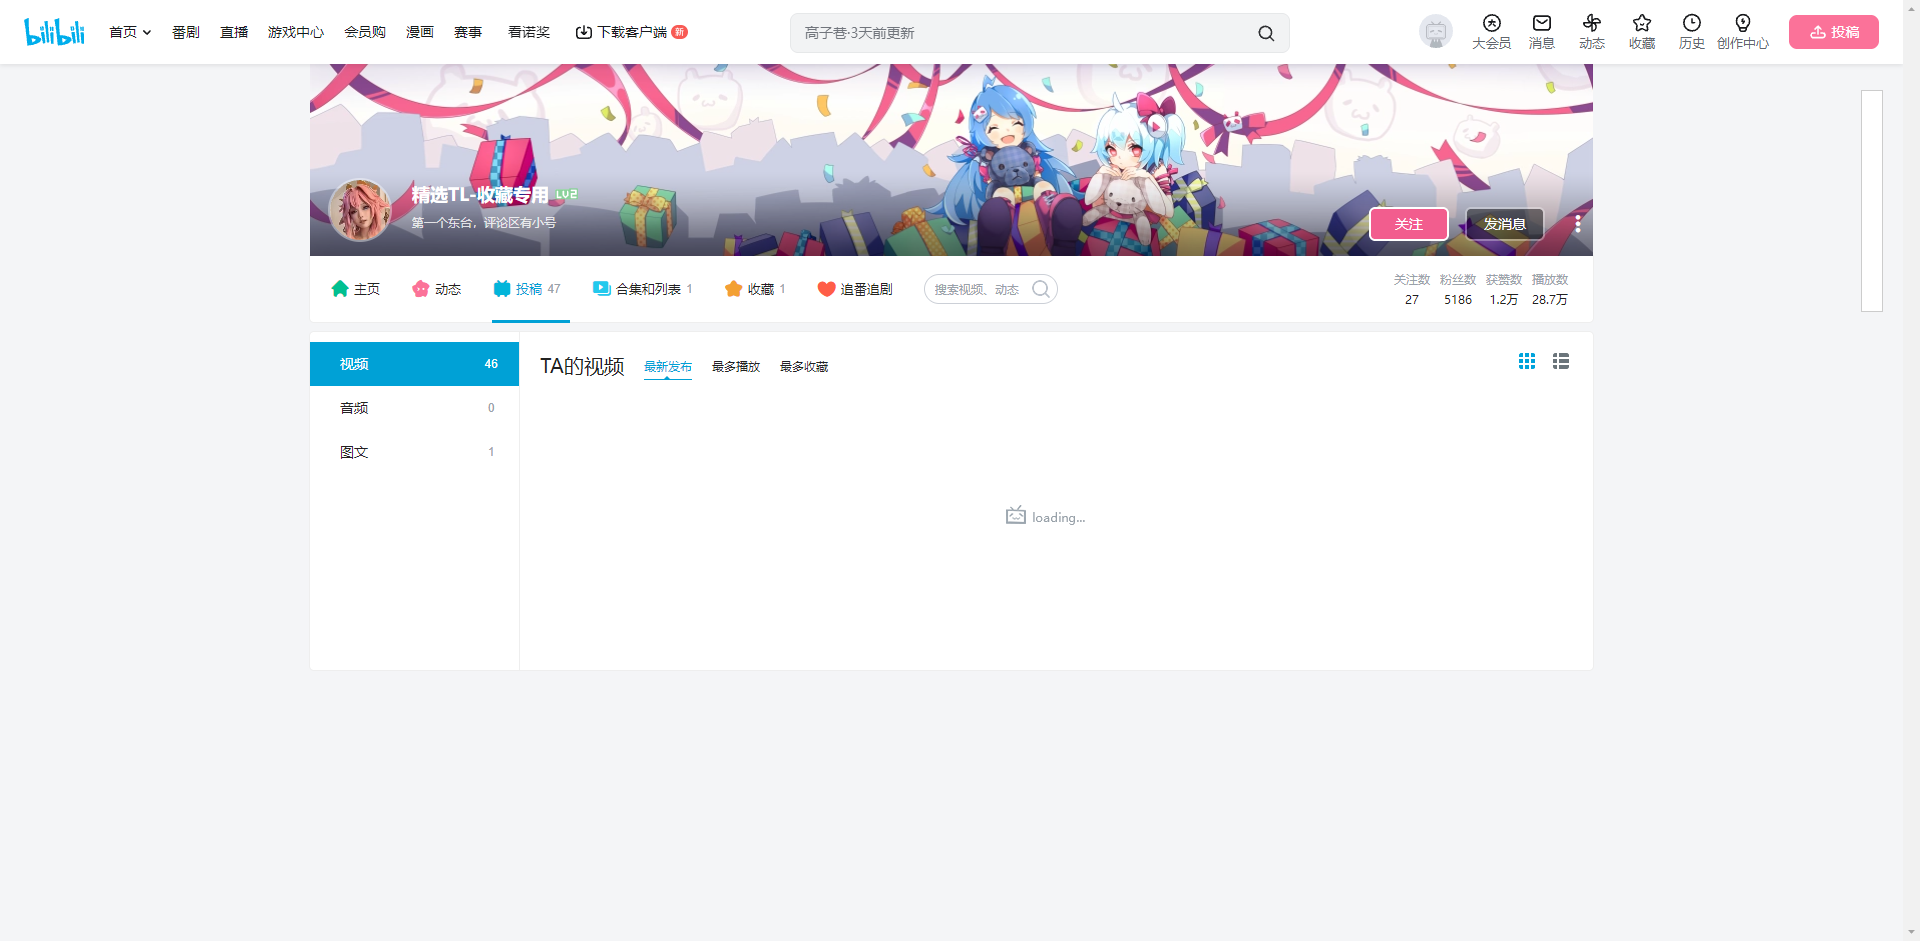 bilibili 首页 番剧 直播 游戏中心 会员购 漫画 赛事 看诺奖 下载客户端 新 高子巷·3天前更新 大会员 消息 动态 收藏 历史 创作中心 投稿
精选TL-收藏专用 LV2
第一个东台，评论区有小号
关注 发消息
主页 动态 投稿 47 合集和列表 1 收藏 1 追番追剧 搜索视频、动态
关注数 粉丝数 获赞数 播放数
27 5186 1.2万 28.7万
视频 46
音频 0
图文 1
TA的视频 最新发布 最多播放 最多收藏
loading...